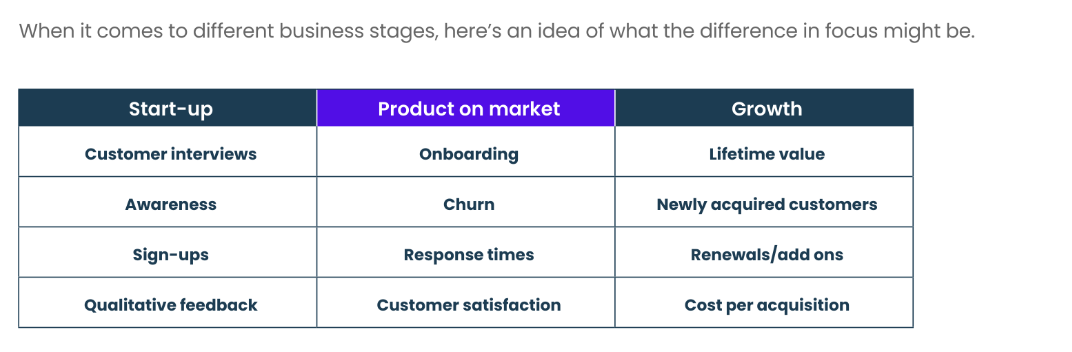 When it comes to different business stages, here's an idea of what the difference in focus might be.
Start-up Product on market Growth
Customer interviews Onboarding Lifetime value
Awareness Churn Newly acquired customers
Sign-ups Response times Renewals/add ons
Qualitative feedback Customer satisfaction Cost per acquisition